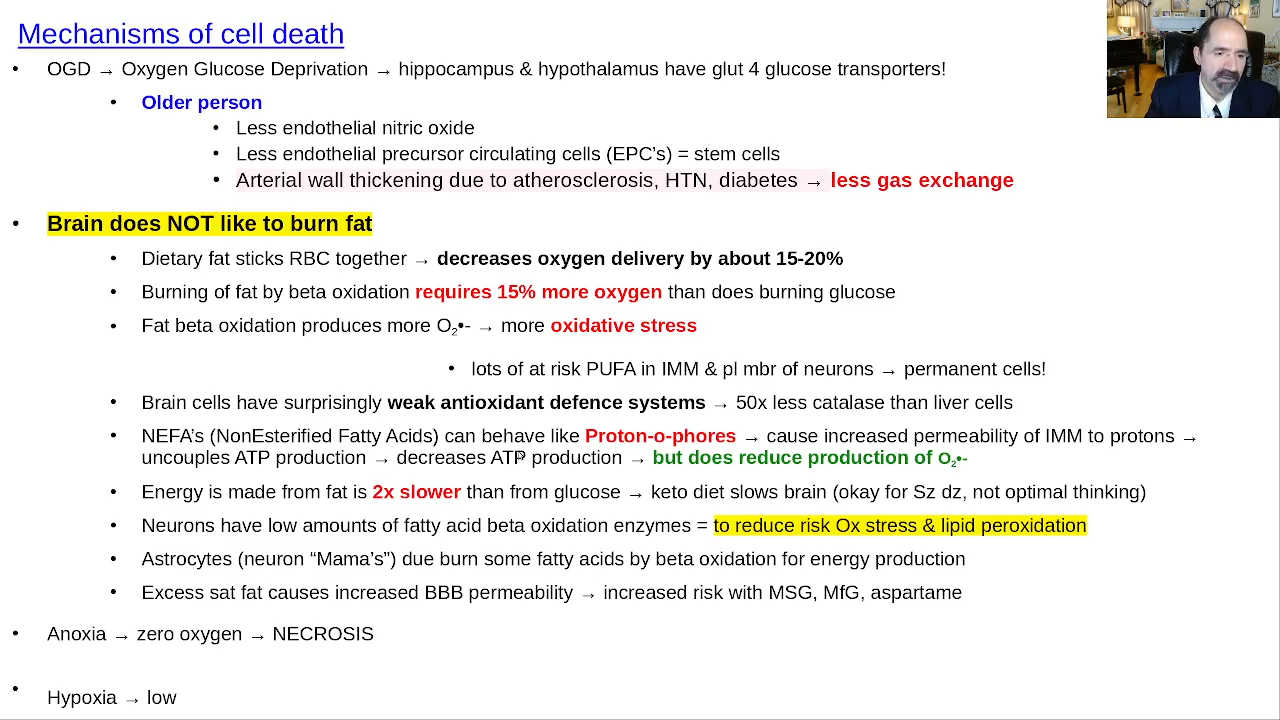 Mechanisms of cell death
• OGD → Oxygen Glucose Deprivation → hippocampus & hypothalamus have glut 4 glucose transporters!
• Older person
• Less endothelial nitric oxide
• Less endothelial precursor circulating cells (EPC's) = stem cells
• Arterial wall thickening due to atherosclerosis, HTN, diabetes → less gas exchange
• Brain does NOT like to burn fat
• Dietary fat sticks RBC together → decreases oxygen delivery by about 15-20%
• Burning of fat by beta oxidation requires 15% more oxygen than does burning glucose
• Fat beta oxidation produces more O₂•- → more oxidative stress
• lots of at risk PUFA in IMM & pl mbr of neurons → permanent cells!
• Brain cells have surprisingly weak antioxidant defence systems → 50x less catalase than liver cells
• NEFA's (NonEsterified Fatty Acids) can behave like Proton-o-phores → cause increased permeability of IMM to protons →
uncouples ATP production → decreases ATP production → but does reduce production of O₂•-
• Energy is made from fat is 2x slower than from glucose → keto diet slows brain (okay for Sz dz, not optimal thinking)
• Neurons have low amounts of fatty acid beta oxidation enzymes = to reduce risk Ox stress & lipid peroxidation
• Astrocytes (neuron “Mama's”) due burn some fatty acids by beta oxidation for energy production
• Excess sat fat causes increased BBB permeability → increased risk with MSG, MfG, aspartame
• Anoxia → zero oxygen → NECROSIS
• Hypoxia → low